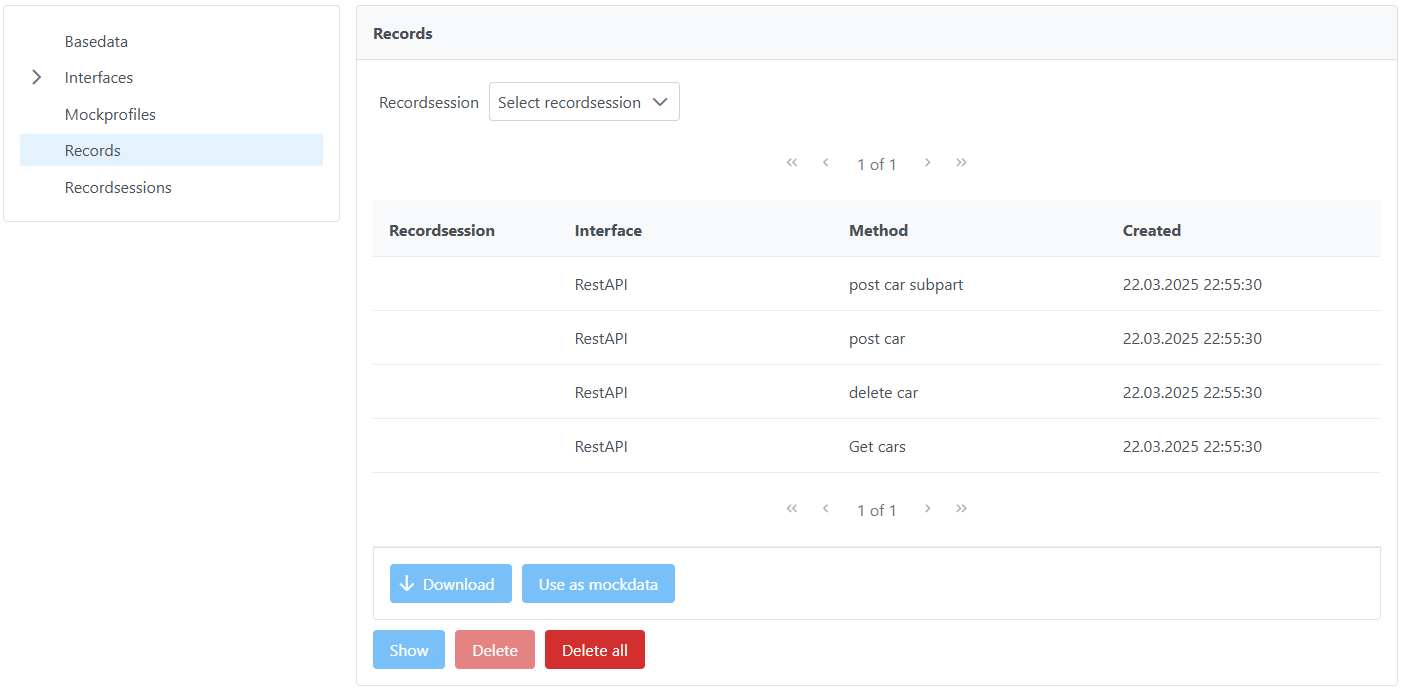 Basedata
Interfaces
Mockprofiles
Records
Recordsessions
Records
Recordsession Select recordsession
1 of 1
Recordsession Interface Method Created
RestAPI post car subpart 22.03.2025 22:55:30
RestAPI post car 22.03.2025 22:55:30
RestAPI delete car 22.03.2025 22:55:30
RestAPI Get cars 22.03.2025 22:55:30
1 of 1
Download Use as mockdata
Show Delete Delete all